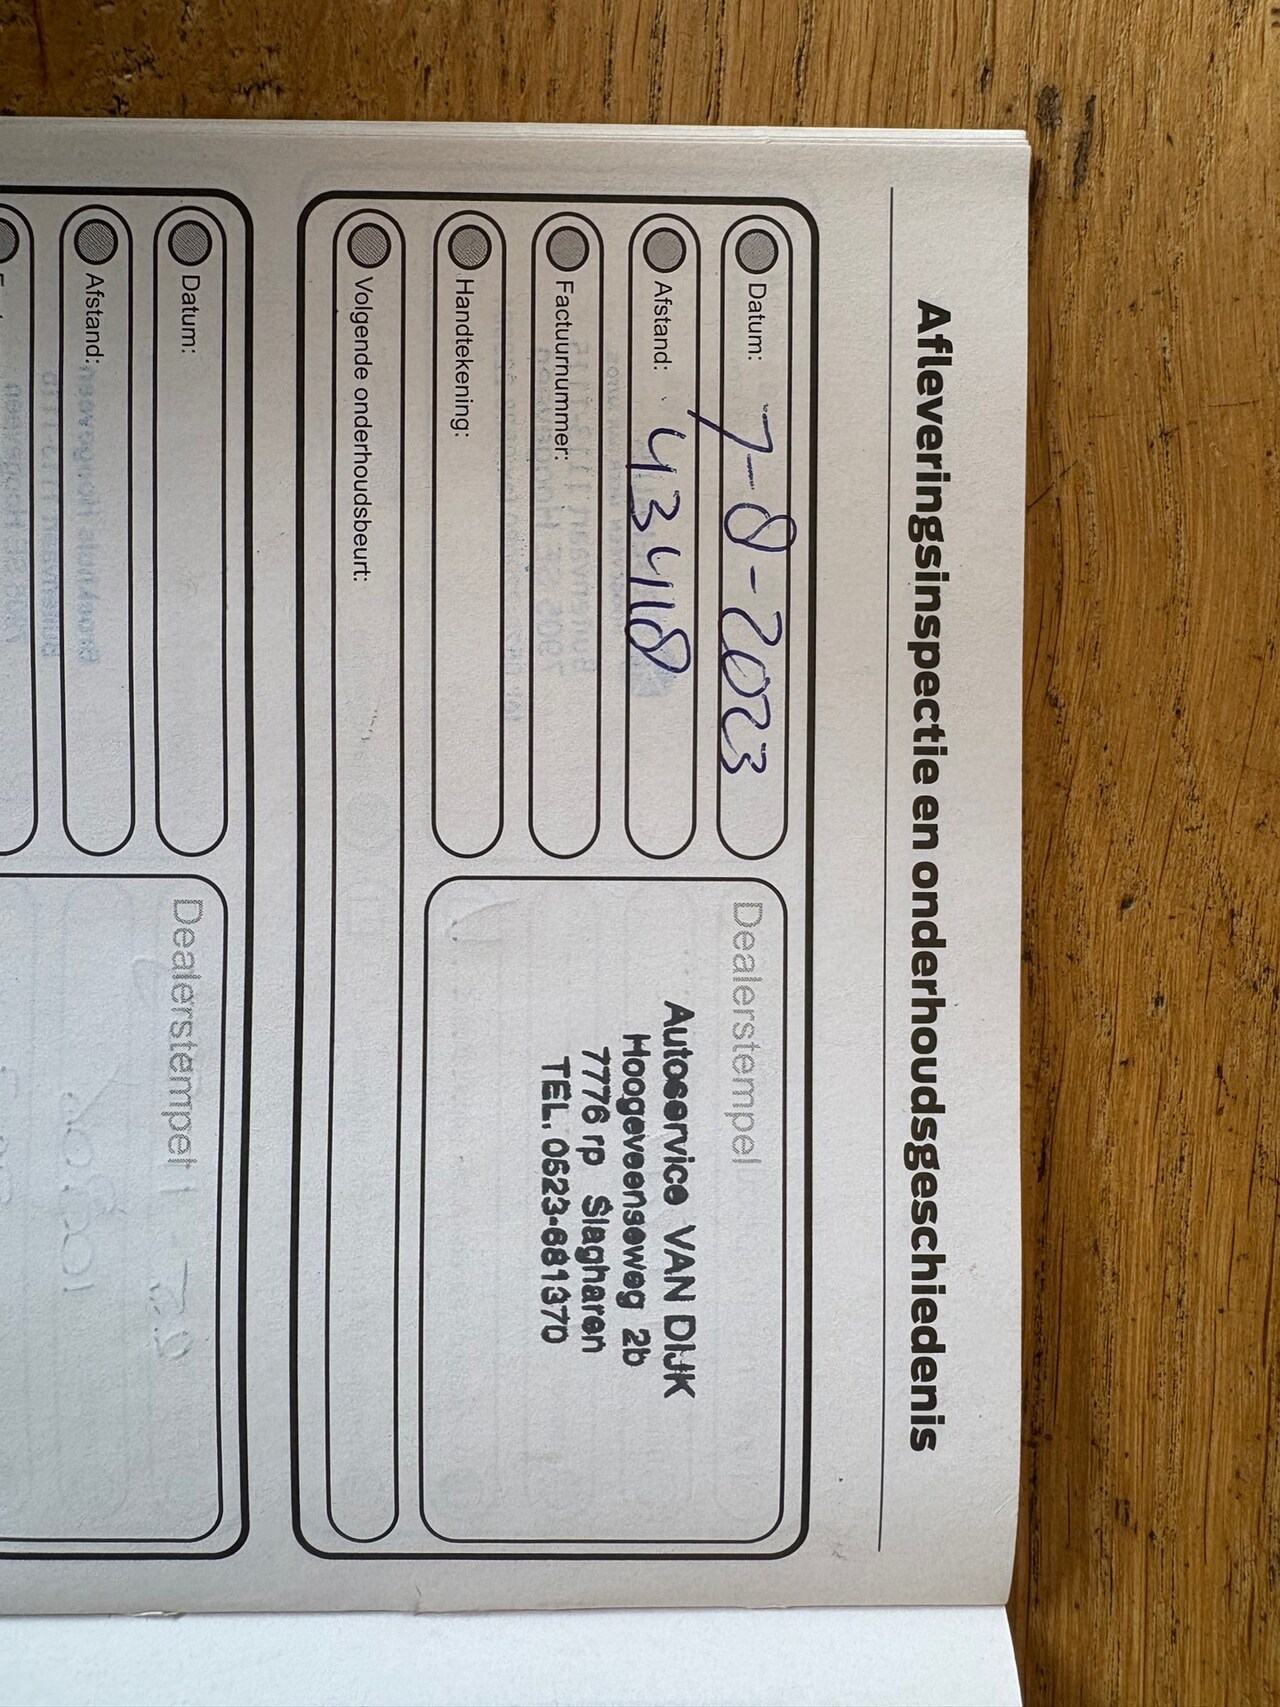 Afleveringsinspectie en onderhoudsgeschiedenis
Datum: 7-8-2023
Afstand: 43418
Factuurnummer:
Handtekening:
Volgende onderhoudsbeurt:
Dealerstempel
Autoservice VAN DIJK
Hoogeveenseweg 2b
7776 rp Slagharen
TEL. 0523-681370
Datum:
Afstand:
Dealerstempel